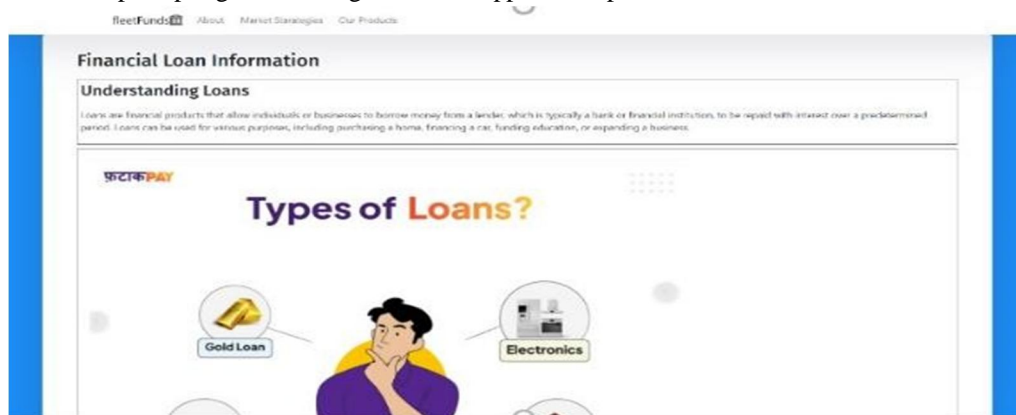 fleetFunds About Our Products
Financial Loan Information
Understanding Loans
Loans are financial products that allow individuals or businesses to borrow money from a lender, which is typically a bank or financial institution, to be repaid with interest over a predetermined
period. Loans can be used for various purposes, including purchasing a home, financing a car, funding education, or expanding a business.
फटाकPAY
Types of Loans?
Gold Loan
Electronics